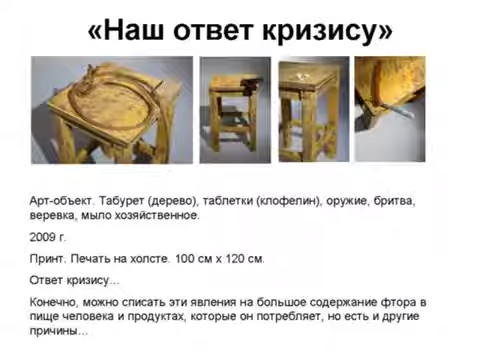 «Наш ответ кризису»
Арт-объект. Табурет (дерево), таблетки (клофелин), оружие, бритва,
веревка, мыло хозяйственное.
2009 г.
Принт. Печать на холсте. 100 см х 120 см.
Ответ кризису...
Конечно, можно списать эти явления на большое содержание фтора в
пище человека и продуктах, которые он потребляет, но есть и другие
причины...